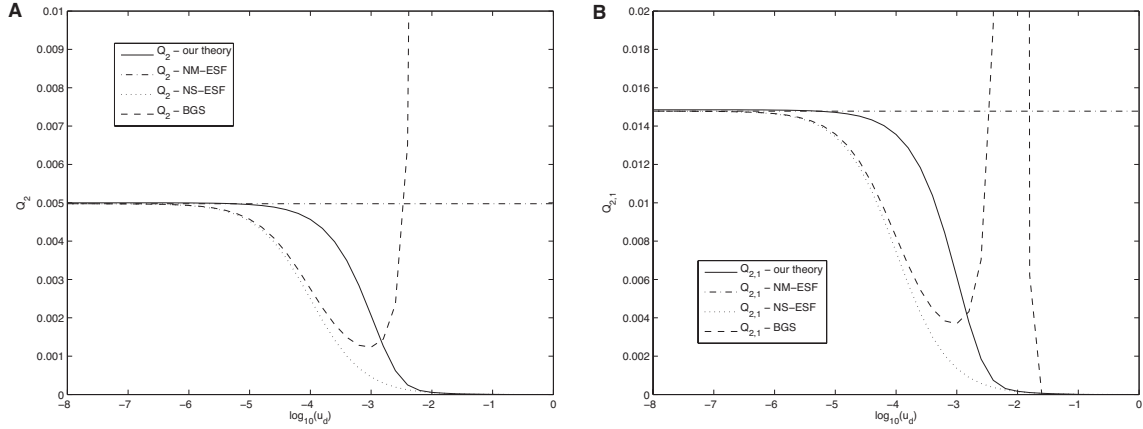 A
0.01
0.009
0.008
0.007
0.006
0.005
0.004
0.003
0.002
0.001
0
Q2
Q2 – our theory
Q2 – NM–ESF
Q2 – NS–ESF
Q2 – BGS
−8 −7 −6 −5 −4 −3 −2 −1 0
log10(ud)
B
0.02
0.018
0.016
0.014
0.012
0.01
0.008
0.006
0.004
0.002
0
Q2,1
Q2,1 – our theory
Q2,1 – NM–ESF
Q2,1 – NS–ESF
Q2,1 – BGS
−8 −7 −6 −5 −4 −3 −2 −1 0
log10(ud)